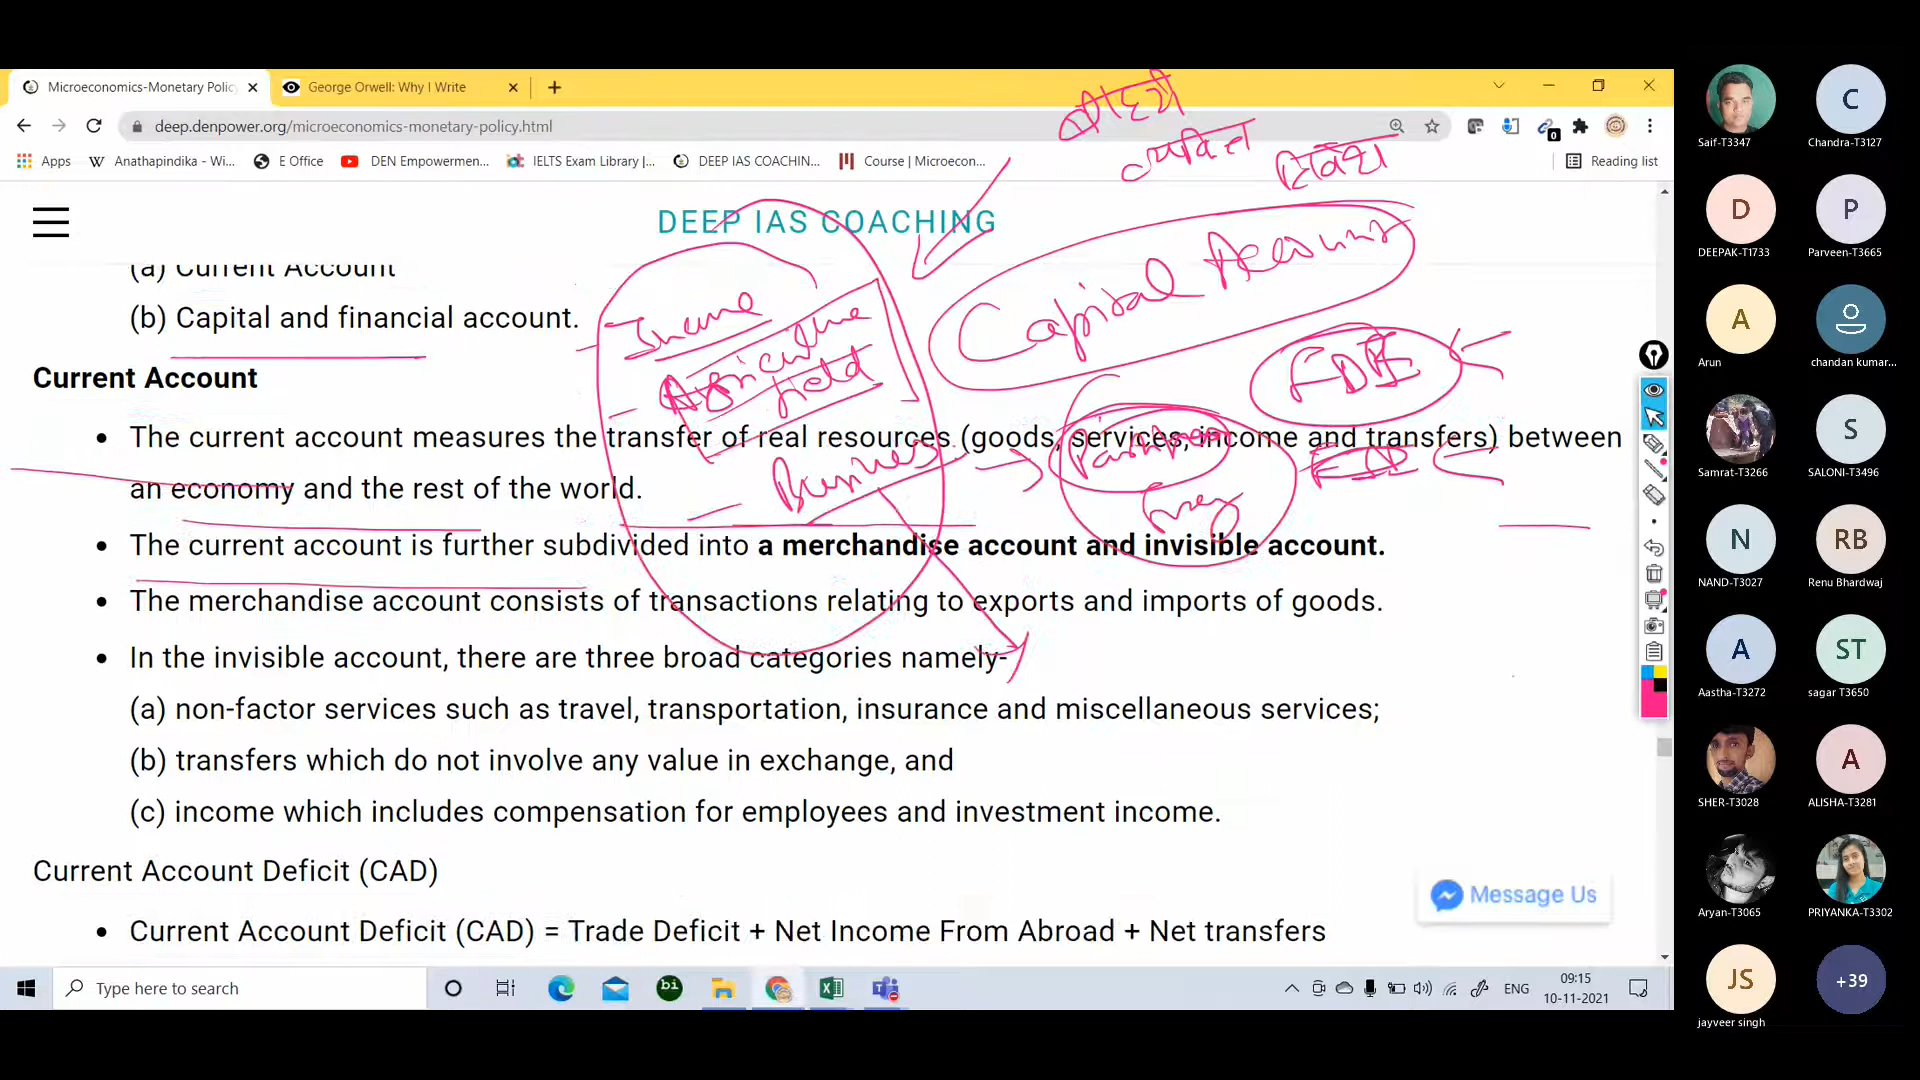 Microeconomics-Monetary Polic
George Orwell: Why I Write
deep.denpower.org/microeconomics-monetary-policy.html
Apps
Anathapindika - Wi...
E Office
DEN Empowermen...
IELTS Exam Library |...
DEEP IAS COACHIN...
Course | Microecon...
Reading list
DEEP IAS COACHING
(a) Current Account
(b) Capital and financial account.
Capital Account
Income
Agriculture
field
Business
FDI
Current Account
• The current account measures the transfer of real resources (goods, services, income and transfers) between
an economy and the rest of the world.
• The current account is further subdivided into a merchandise account and invisible account.
• The merchandise account consists of transactions relating to exports and imports of goods.
• In the invisible account, there are three broad categories namely-
(a) non-factor services such as travel, transportation, insurance and miscellaneous services;
(b) transfers which do not involve any value in exchange, and
(c) income which includes compensation for employees and investment income.
Current Account Deficit (CAD)
• Current Account Deficit (CAD) = Trade Deficit + Net Income From Abroad + Net transfers
Message Us
Type here to search
bi
ENG
09:15
10-11-2021
Saif-T3347
C
Chandra-T3127
D
DEEPAK-T1733
P
Parveen-T3665
A
Arun
chandan kumar...
Samrat-T3266
S
SALONI-T3496
N
NAND-T3027
RB
Renu Bhardwaj
A
Aastha-T3272
ST
sagar T3650
SHER-T3028
A
ALISHA-T3281
Aryan-T3065
PRIYANKA-T3302
JS
jayveer singh
+39